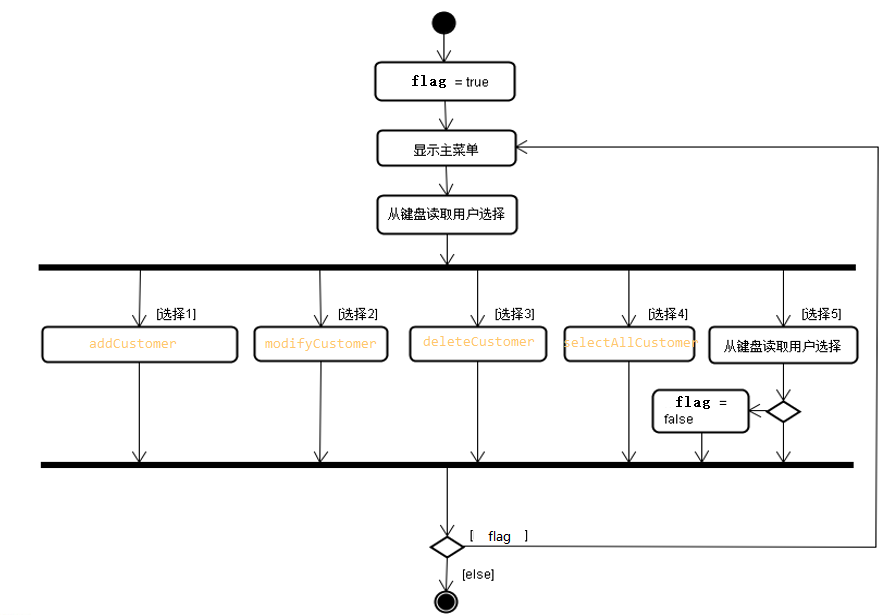 flag = true
显示主菜单
从键盘读取用户选择
[选择1]
[选择2]
[选择3]
[选择4]
[选择5]
addCustomer
modifyCustomer
deleteCustomer
selectAllCustomer
从键盘读取用户选择
flag =
false
[ flag ]
[else]